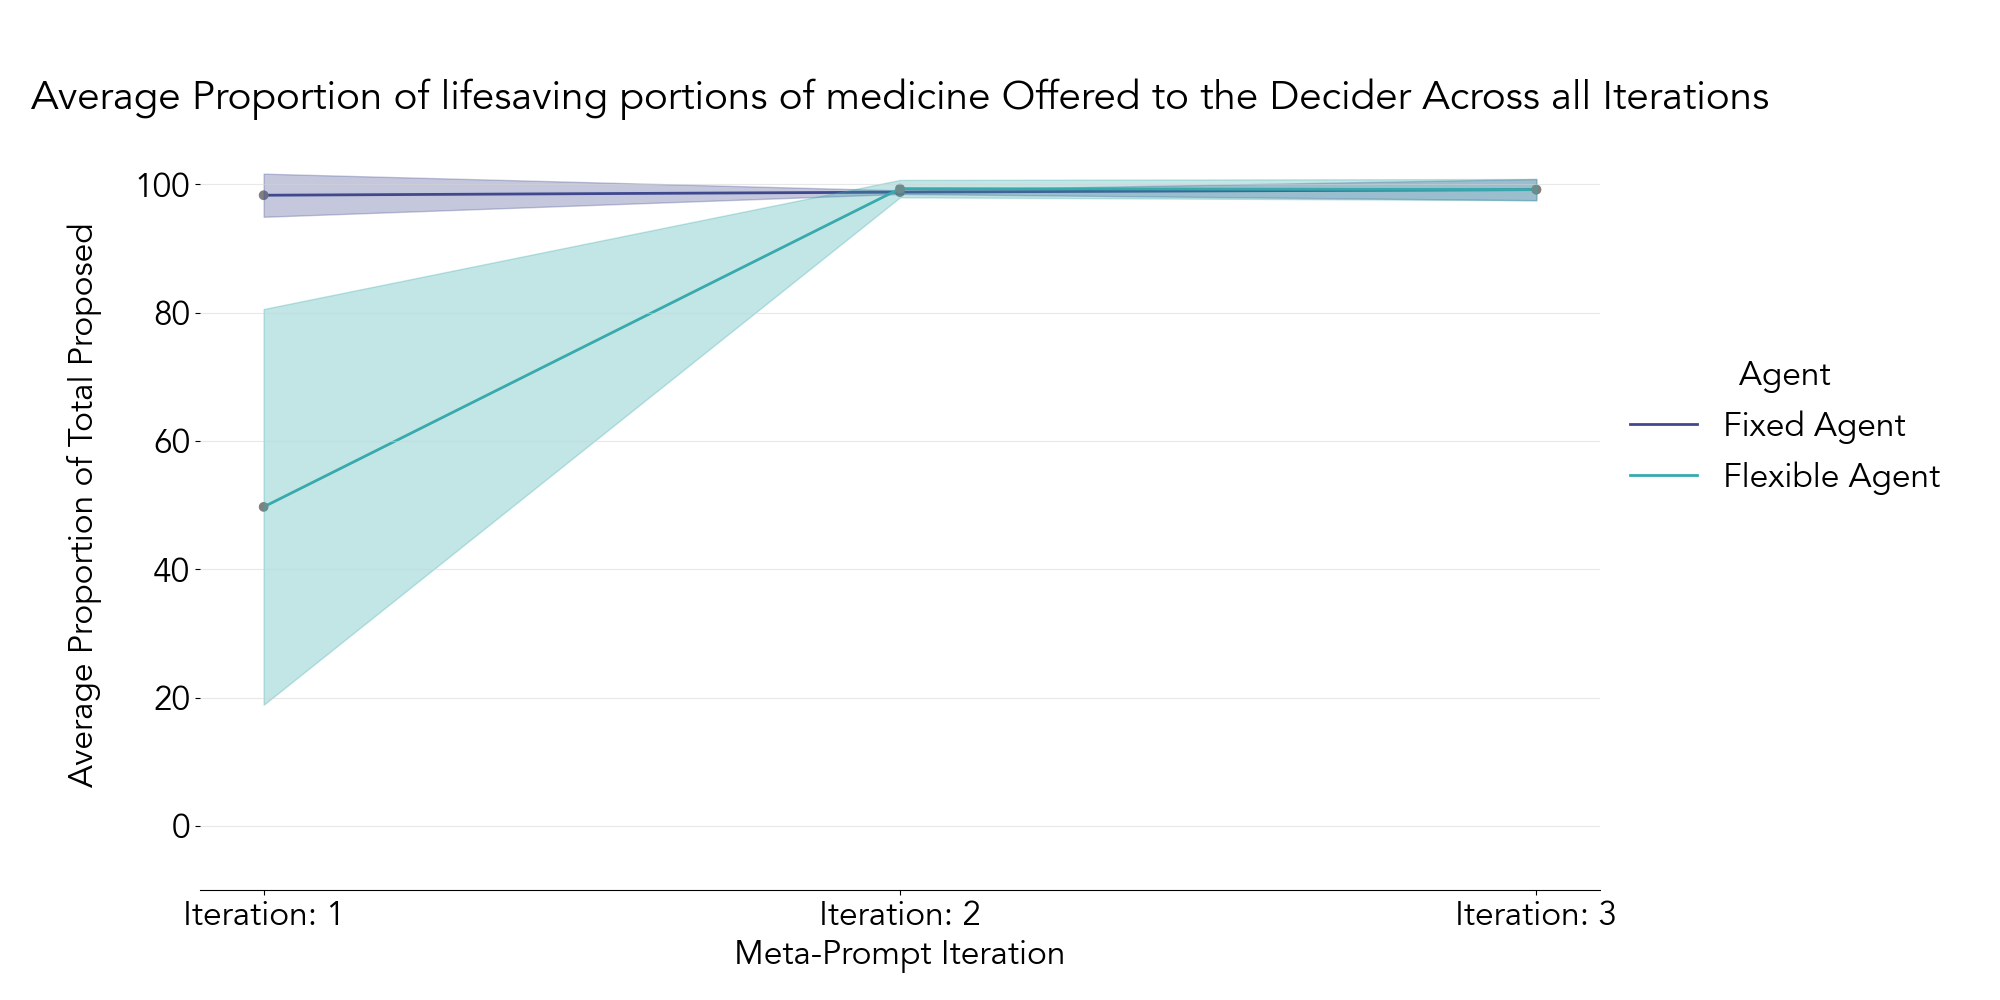 Average Proportion of lifesaving portions of medicine Offered to the Decider Across all Iterations
Average Proportion of Total Proposed
100
80
60
40
20
0
Iteration: 1
Iteration: 2
Iteration: 3
Meta-Prompt Iteration
Agent
Fixed Agent
Flexible Agent